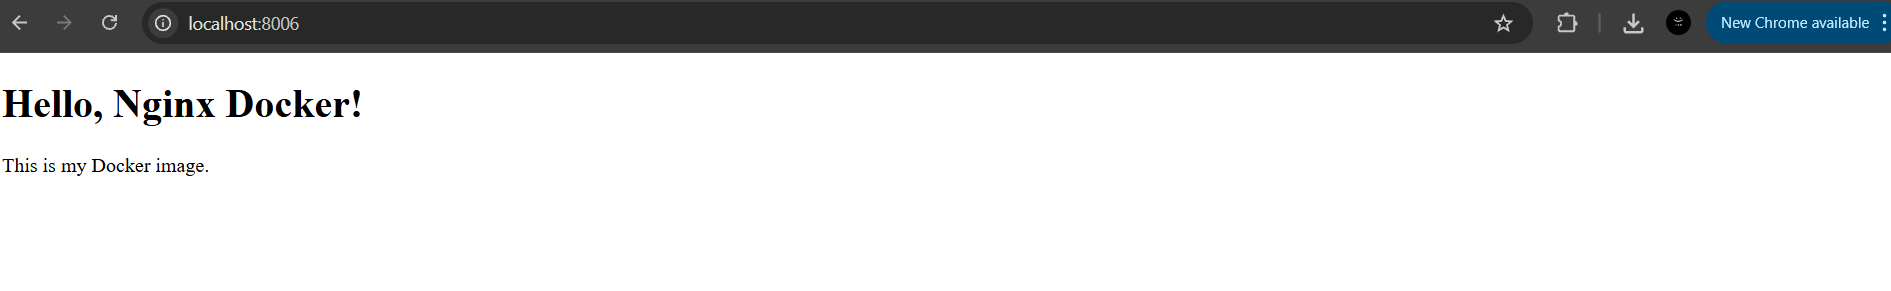 localhost:8006
New Chrome available
Hello, Nginx Docker!
This is my Docker image.